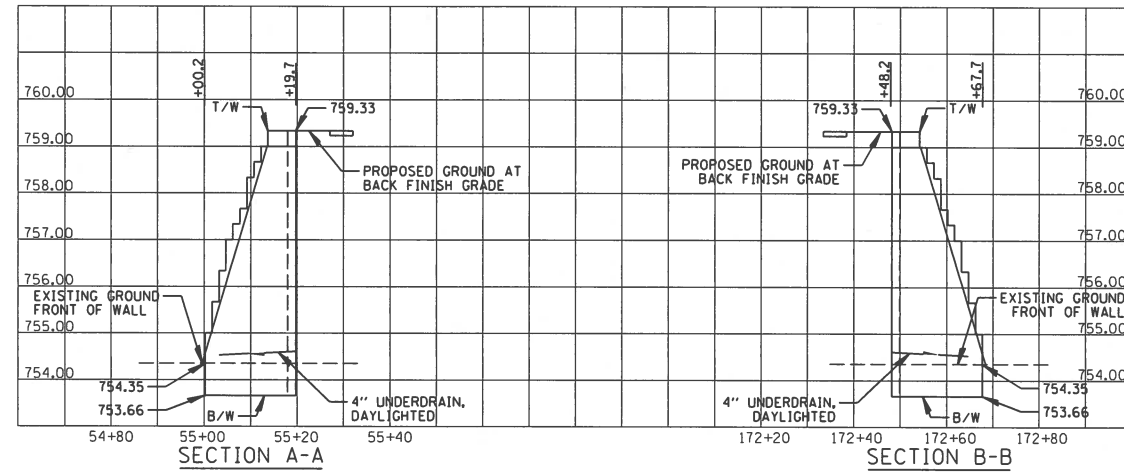 +00.2
+19.7
+48.2
+67.7
760.00
T/W
759.33
759.33
T/W
760.00
759.00
759.00
PROPOSED GROUND AT
BACK FINISH GRADE
PROPOSED GROUND AT
BACK FINISH GRADE
758.00
758.00
757.00
757.00
756.00
756.00
EXISTING GROUND
FRONT OF WALL
EXISTING GROUND
FRONT OF WALL
755.00
755.00
754.00
754.00
754.35
753.66
B/W
4" UNDERDRAIN,
DAYLIGHTED
4" UNDERDRAIN,
DAYLIGHTED
B/W
754.35
753.66
54+80
55+00
55+20
55+40
172+20
172+40
172+60
172+80
SECTION A-A
SECTION B-B